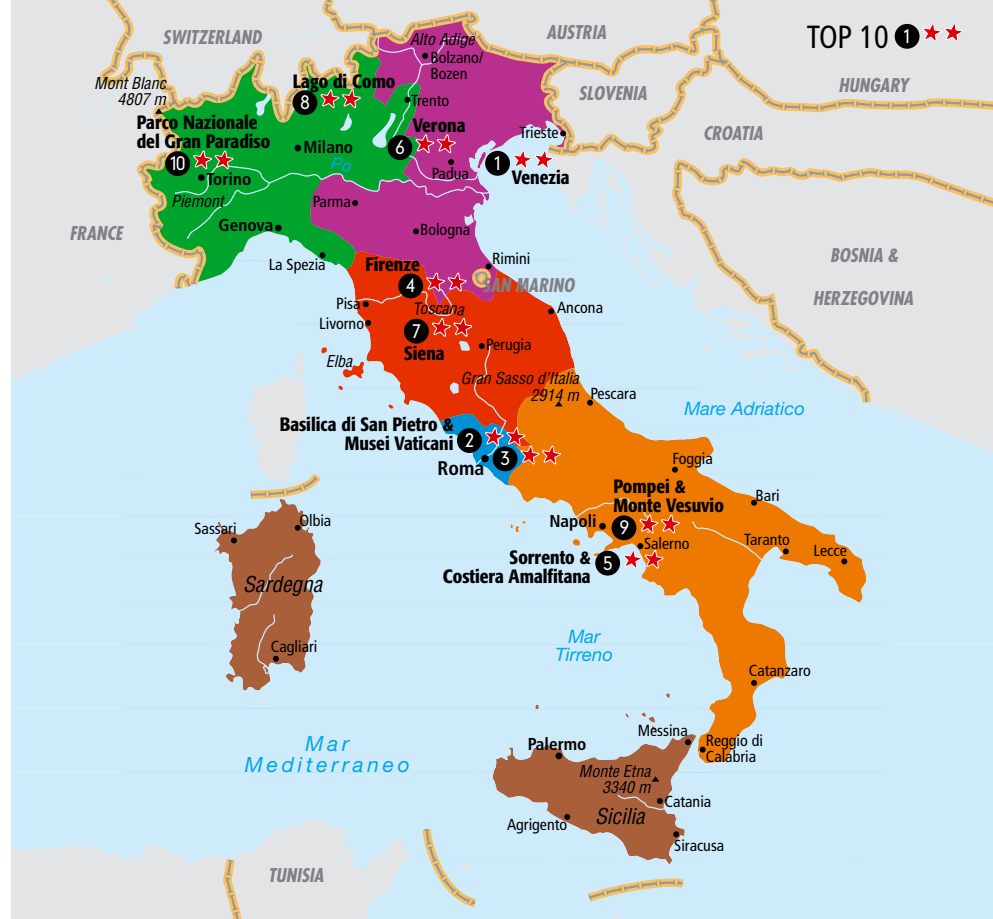 TOP 10 1
SWITZERLAND
AUSTRIA
Alto Adige
Bolzano/
Bozen
HUNGARY
SLOVENIA
Mont Blanc
4807 m
Lago di Como
8
Trento
Parco Nazionale
del Gran Paradiso
10
Verona
6
Trieste
CROATIA
Milano
Po
Padua
1
Venezia
Torino
Piemont
Parma
Genova
Bologna
FRANCE
La Spezia
Rimini
BOSNIA &
HERZEGOVINA
Firenze
4
SAN MARINO
Pisa
Toscana
Ancona
Livorno
7
Siena
Perugia
Elba
Gran Sasso d'Italia
2914 m
Pescara
Mare Adriatico
Basilica di San Pietro &
Musei Vaticani
2
Roma
3
Foggia
Pompei &
Monte Vesuvio
9
Bari
Napoli
Salerno
Taranto
Lecce
Sorrento &
Costiera Amalfitana
5
Sassari
Olbia
Sardegna
Cagliari
Mar
Tirreno
Catanzaro
Messina
Reggio di
Calabria
Mar
Mediterraneo
Palermo
Monte Etna
3340 m
Catania
Sicilia
Agrigento
Siracusa
TUNISIA